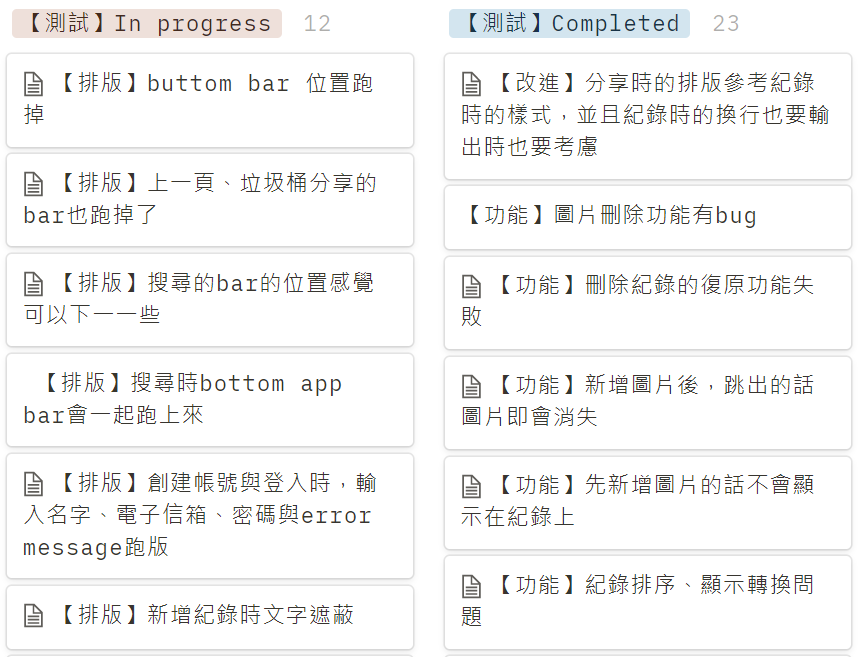 【測試】In progress 12
【排版】buttom bar 位置跑
掉
【排版】上一頁、垃圾桶分享的
bar也跑掉了
【排版】搜尋的bar的位置感覺
可以下一一些
【排版】搜尋時bottom app
bar會一起跑上來
【排版】創建帳號與登入時，輸
入名字、電子信箱、密碼與error
message跑版
【排版】新增紀錄時文字遮蔽
【測試】Completed 23
【改進】分享時的排版參考紀錄
時的樣式，並且紀錄時的換行也要輸
出時也要考慮
【功能】圖片刪除功能有bug
【功能】刪除紀錄的復原功能失
敗
【功能】新增圖片後，跳出的話
圖片即會消失
【功能】先新增圖片的話不會顯
示在紀錄上
【功能】紀錄排序、顯示轉換問
題